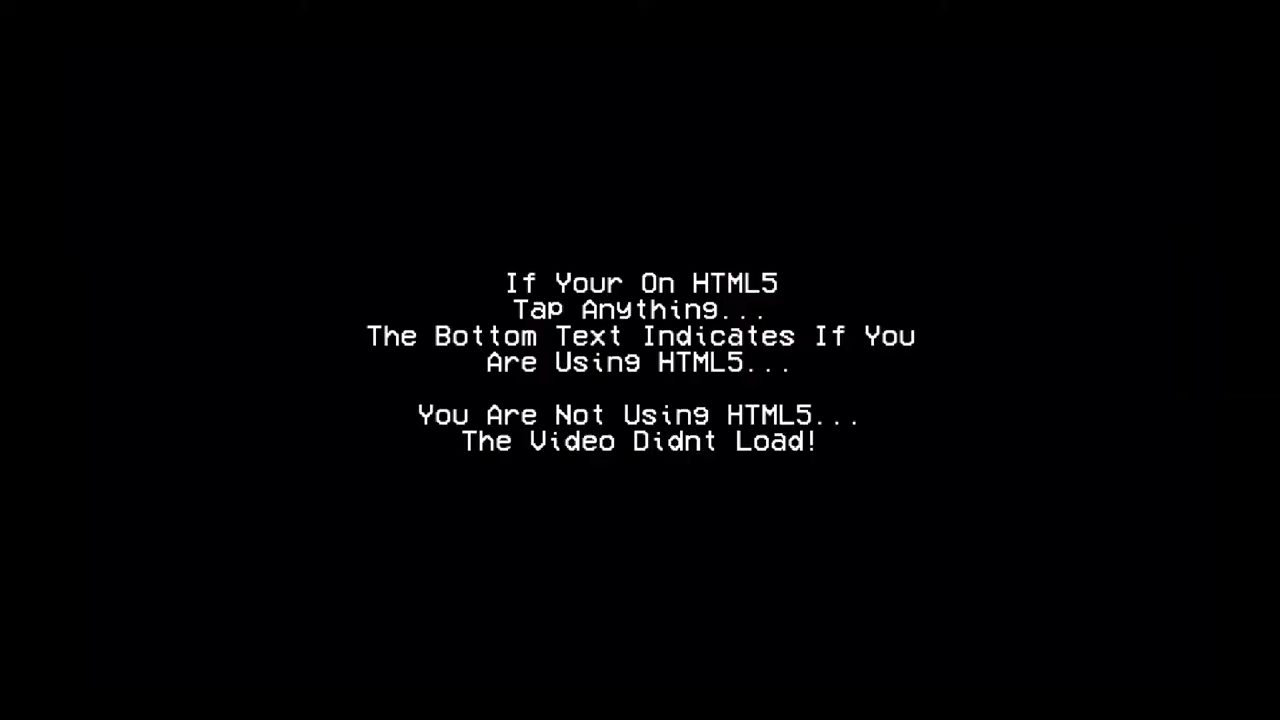 If Your On HTML5
Tap Anything...
The Bottom Text Indicates If You
Are Using HTML5...
You Are Not Using HTML5...
The Video Didnt Load!